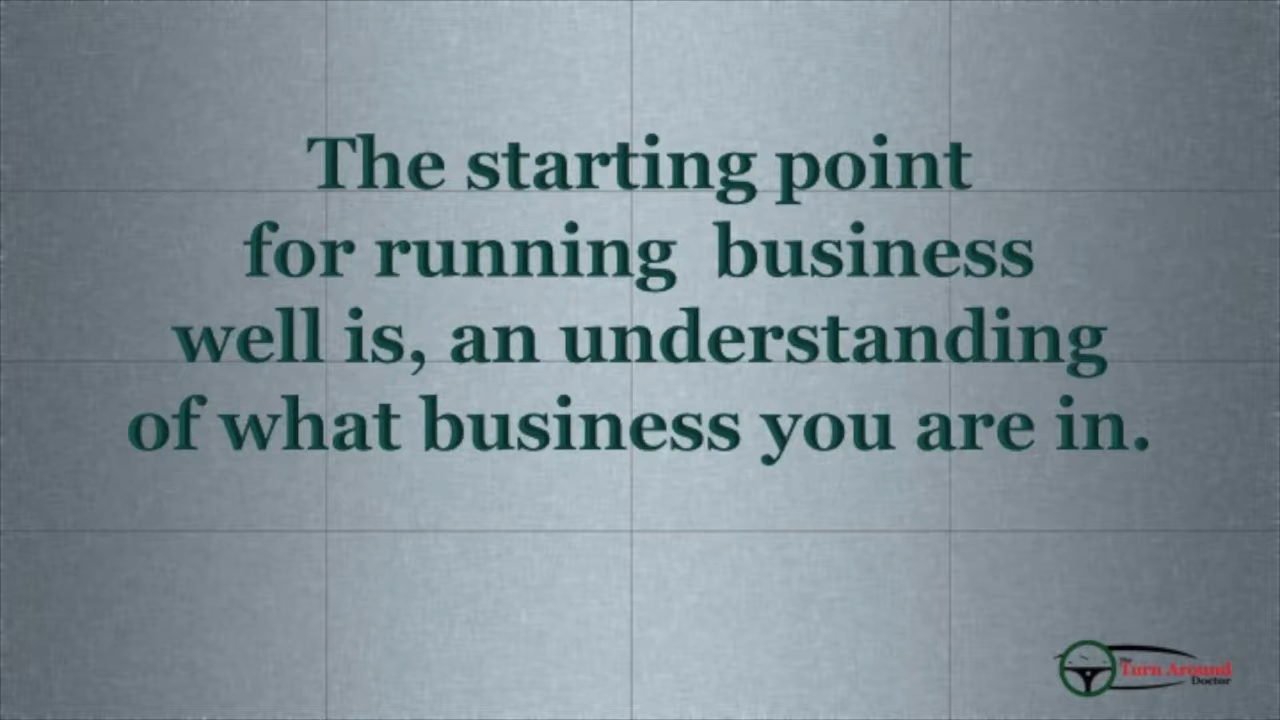 The starting point
for running  business
well is, an understanding
of what business you are in.
The
Turn Around
Doctor